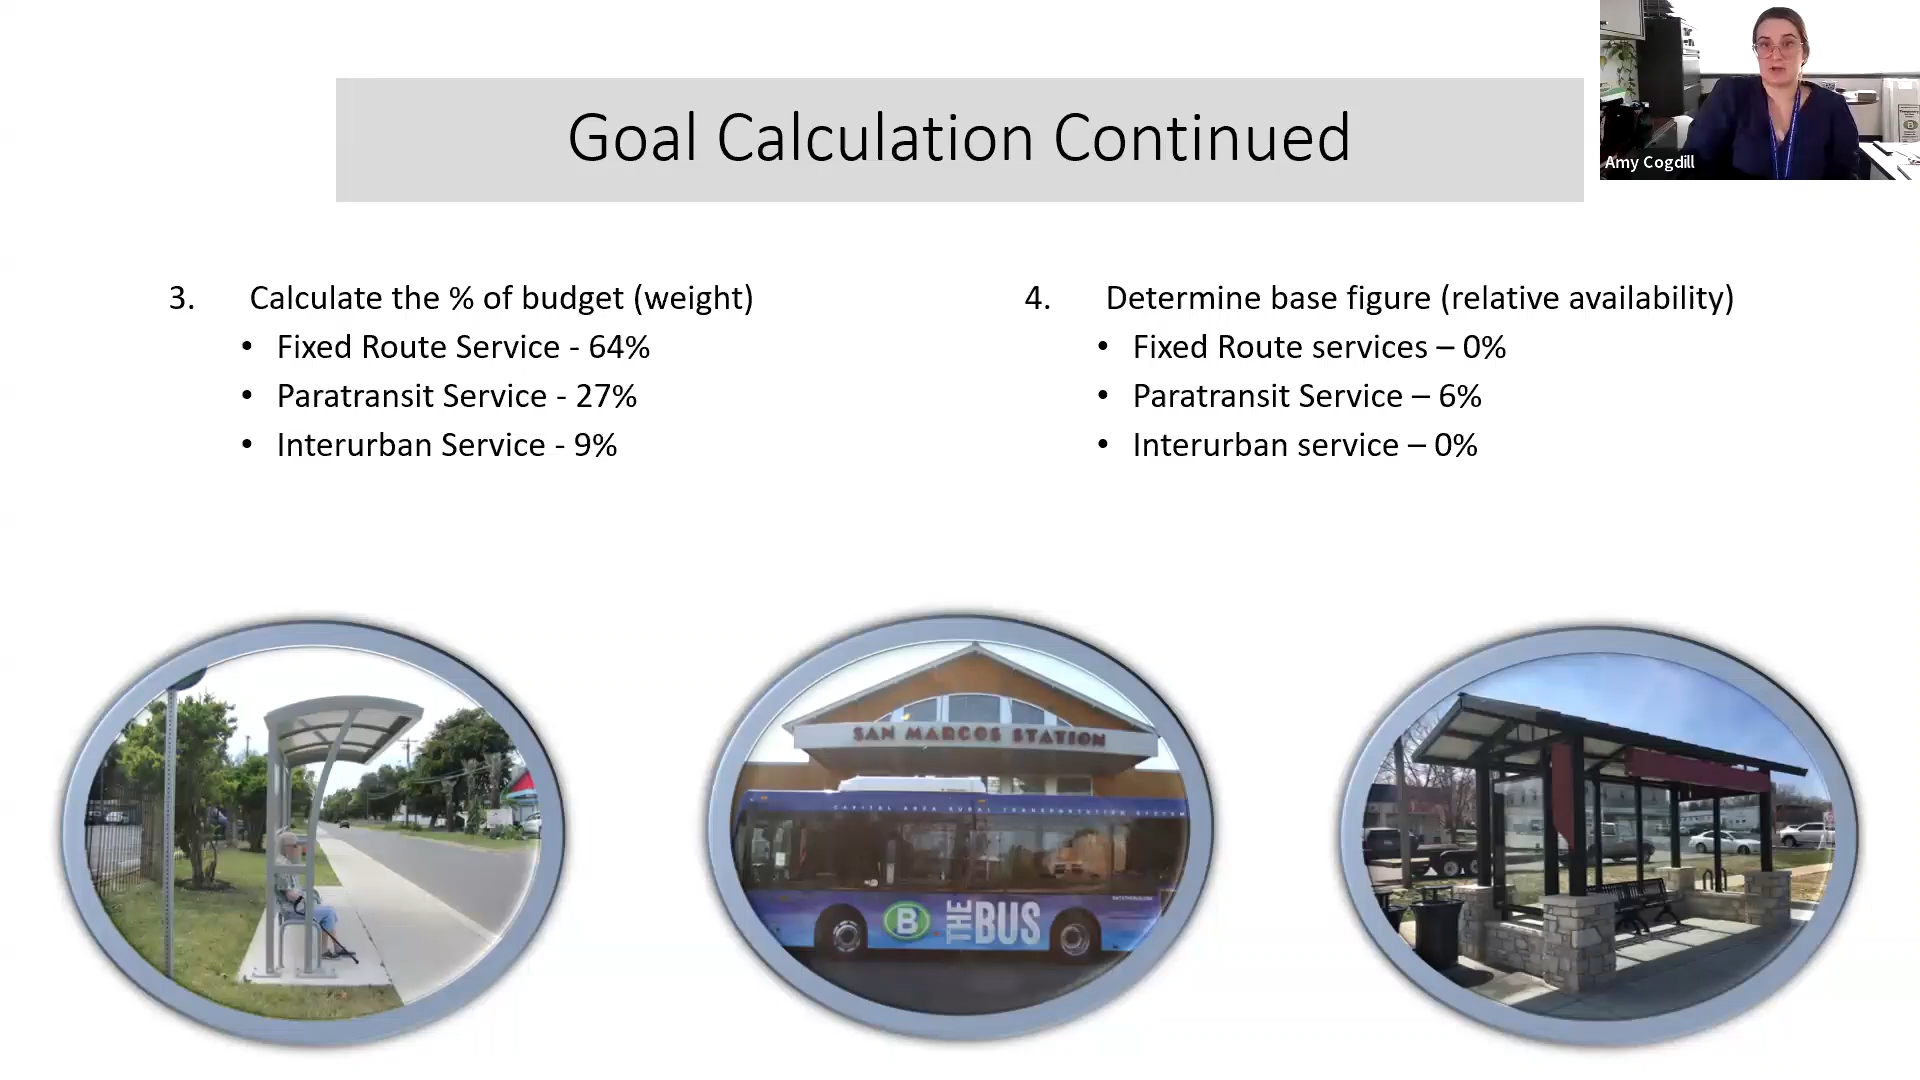 Goal Calculation Continued
Amy Cogdill
3. Calculate the % of budget (weight)
• Fixed Route Service - 64%
• Paratransit Service - 27%
• Interurban Service - 9%
4. Determine base figure (relative availability)
• Fixed Route services – 0%
• Paratransit Service – 6%
• Interurban service – 0%
SAN MARCOS STATION
CAPITAL AREA RURAL TRANSPORTATION SYSTEM
B THE BUS